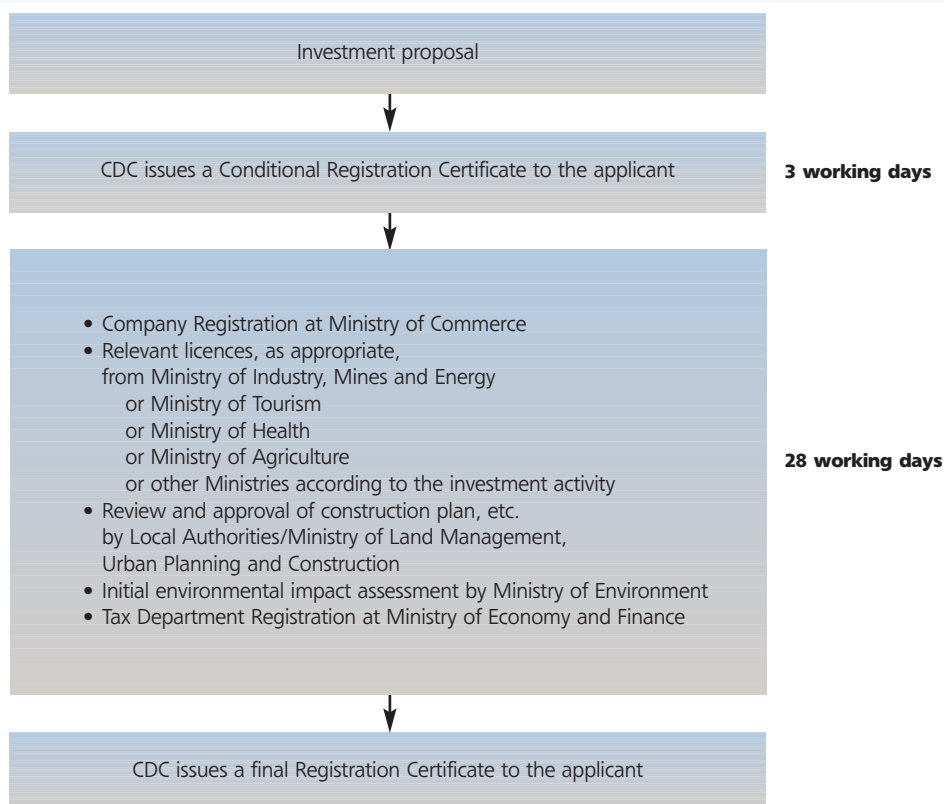 Investment proposal
CDC issues a Conditional Registration Certificate to the applicant
3 working days
• Company Registration at Ministry of Commerce
• Relevant licences, as appropriate,
from Ministry of Industry, Mines and Energy
or Ministry of Tourism
or Ministry of Health
or Ministry of Agriculture
or other Ministries according to the investment activity
• Review and approval of construction plan, etc.
by Local Authorities/Ministry of Land Management,
Urban Planning and Construction
• Initial environmental impact assessment by Ministry of Environment
• Tax Department Registration at Ministry of Economy and Finance
28 working days
CDC issues a final Registration Certificate to the applicant